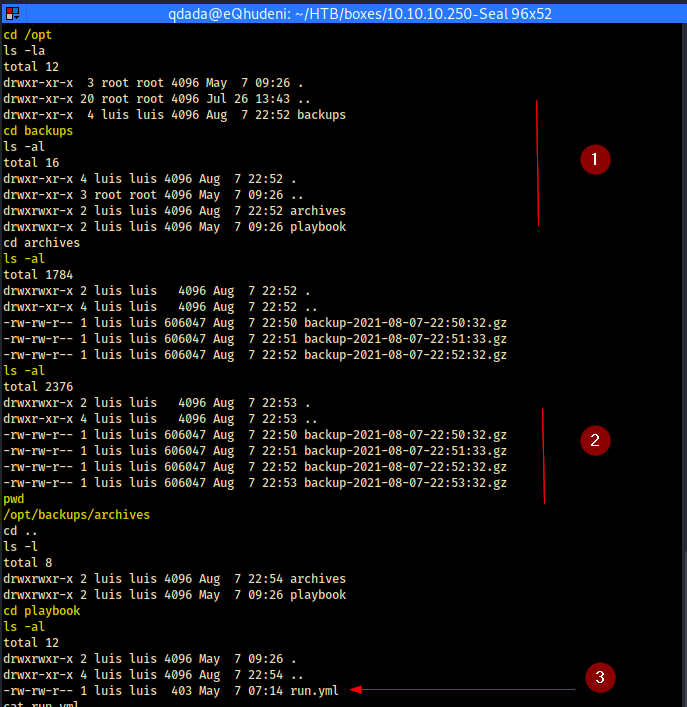 qdada@eQhudeni: ~/HTB/boxes/10.10.10.250-Seal 96x52
cd /opt
ls -la
total 12
drwxr-xr-x  3 root root 4096 May  7 09:26 .
drwxr-xr-x 20 root root 4096 Jul 26 13:43 ..
drwxr-xr-x  4 luis luis 4096 Aug  7 22:52 backups
cd backups
ls -al
total 16
drwxr-xr-x 4 luis luis 4096 Aug  7 22:52 .
drwxr-xr-x 3 root root 4096 May  7 09:26 ..
drwxrwxr-x 2 luis luis 4096 Aug  7 22:52 archives
drwxrwxr-x 2 luis luis 4096 May  7 09:26 playbook
1
cd archives
ls -al
total 1784
drwxrwxr-x 2 luis luis   4096 Aug  7 22:52 .
drwxr-xr-x 4 luis luis   4096 Aug  7 22:52 ..
-rw-rw-r-- 1 luis luis 606047 Aug  7 22:50 backup-2021-08-07-22:50:32.gz
-rw-rw-r-- 1 luis luis 606047 Aug  7 22:51 backup-2021-08-07-22:51:33.gz
-rw-rw-r-- 1 luis luis 606047 Aug  7 22:52 backup-2021-08-07-22:52:32.gz
ls -al
total 2376
drwxrwxr-x 2 luis luis   4096 Aug  7 22:53 .
drwxr-xr-x 4 luis luis   4096 Aug  7 22:53 ..
-rw-rw-r-- 1 luis luis 606047 Aug  7 22:50 backup-2021-08-07-22:50:32.gz
-rw-rw-r-- 1 luis luis 606047 Aug  7 22:51 backup-2021-08-07-22:51:33.gz
-rw-rw-r-- 1 luis luis 606047 Aug  7 22:52 backup-2021-08-07-22:52:32.gz
-rw-rw-r-- 1 luis luis 606047 Aug  7 22:53 backup-2021-08-07-22:53:32.gz
2
pwd
/opt/backups/archives
cd ..
ls -l
total 8
drwxrwxr-x 2 luis luis 4096 Aug  7 22:54 archives
drwxrwxr-x 2 luis luis 4096 May  7 09:26 playbook
cd playbook
ls -al
total 12
drwxrwxr-x 2 luis luis 4096 May  7 09:26 .
drwxr-xr-x 4 luis luis 4096 Aug  7 22:54 ..
-rw-rw-r-- 1 luis luis  403 May  7 07:14 run.yml
3
cat run.yml